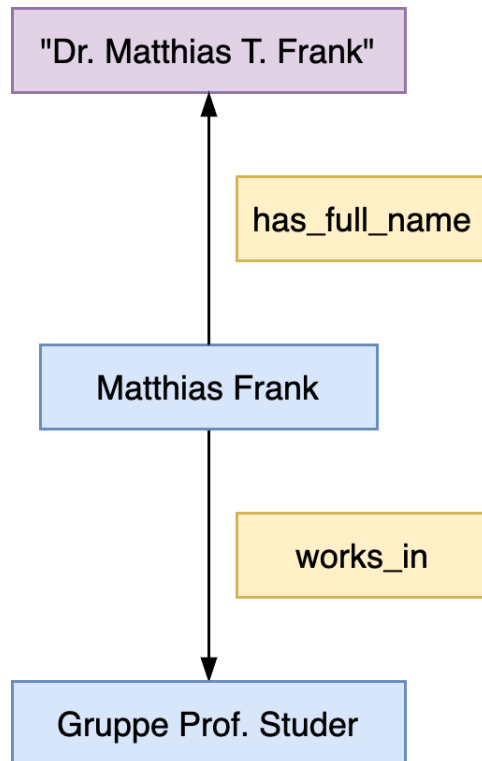 "Dr. Matthias T. Frank"
has_full_name
Matthias Frank
works_in
Gruppe Prof. Studer